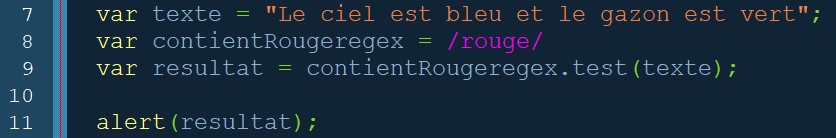 7 var texte = "Le ciel est bleu et le gazon est vert";
8 var contientRougeregex = /rouge/
9 var resultat = contientRougeregex.test(texte);
10
11 alert(resultat);